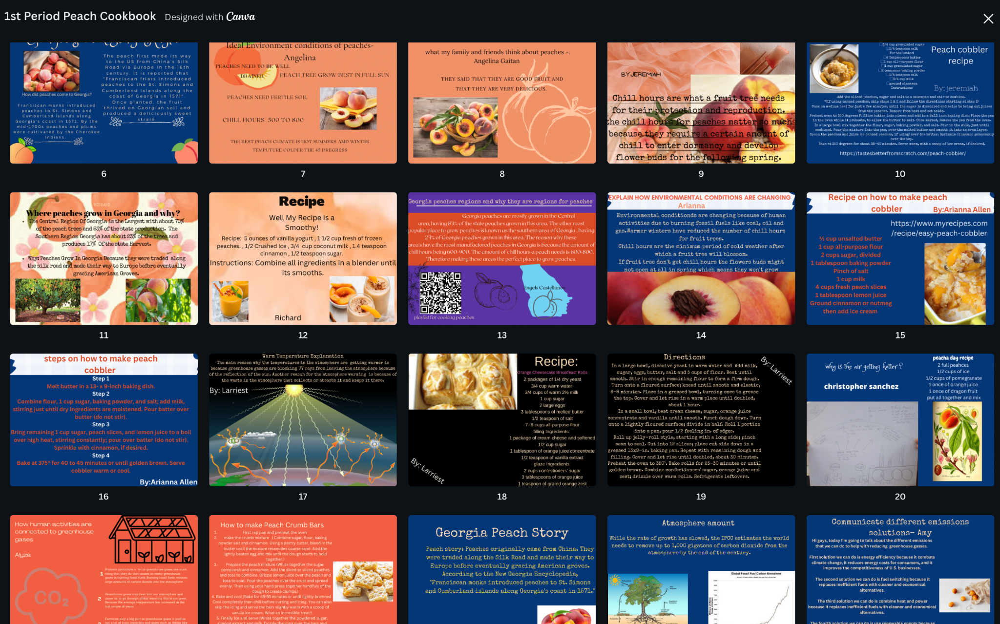 1st Period Peach Cookbook Designed with Canva
The peach first made its way
to the US from China's Silk
Road via Europe in the 16th
century. It is reported that
"Franciscan friars introduced
peaches to the St. Simons and
Cumberland Islands along the
coast of Georgia in 1571".
Once planted, the fruit
thrived on Georgian soil and
produced a deliciously sweet
strain.
How did peaches come to Georgia?
Franciscan monks introduced
peaches to St. Simons and
Cumberland islands along
Georgia's coast in 1571. By the
mid-1700s peaches and plums
were cultivated by the Cherokee
Indians.
6
Ideal Environment conditions of peaches-
Angelina
PEACHES NEED TO BE WELL
DRAINED
PEACH TREE GROW BEST IN FULL SUN
PEACHES NEED FERTILE SOIL
CHILL HOURS 500 TO 800
THE BEST PEACH CLIMATE IS HOT SUMMERS AMD WINTER
TEMPUTURE COLDER THE 45 DREGRESS
7
what my family and friends think about peaches -.
Angelina Gaitan
THEY SAID THAT THEY ARE GOOD FRUIT AND
THAT THEY ARE VERY DELICIOUS.
8
BY JEREMIAH
Chill hours are what a fruit tree needs
for their protection and reproduction.
the chill hours for peaches matter so much
because they require a certain amount of
chill to enter dormancy and develop
flower buds for the following spring.
9
3/4 cup granulated sugar
1/4 teaspoon salt
For the batter:
6 Tablespoons butter
1 cup all-purpose flour
1 cup granulated sugar
2 teaspoons baking powder
1/4 teaspoon salt
3/4 cup milk
ground cinnamon
Instructions
Peach cobbler
recipe
By: jeremiah
Add the sliced peaches, sugar and salt to a saucepan and stir to combine.
*(If using canned peaches, skip steps 1 & 2 and follow the directions starting at step 3)
Cook on medium heat for just a few minutes, until the sugar is dissolved and helps to bring out juices
from the peaches. Remove from heat and set aside.
Preheat oven to 350 degrees F. Slice butter into pieces and add to a 9x13 inch baking dish. Place the pan
in the oven while it preheats, to allow the butter to melt. Once melted, remove the pan from the oven.
In a large bowl mix together the flour, sugar, baking powder, and salt. Stir in the milk, just until
combined. Pour the mixture into the pan, over the melted butter and smooth it into an even layer.
Spoon the peaches and juice (or canned peaches, if using) over the batter. Sprinkle cinnamon generously
over the top.
Bake at 350 degrees for about 38-40 minutes. Serve warm, with a scoop of ice cream, if desired.
https://tastesbetterfromscratch.com/peach-cobbler/
10
RICHARD
Where peaches grow in Georgia and why?
• The Central Region Of Georgia is the Largest with about 70%
of the peach trees and 83% of the state production. The
Southern Region Georgia has about 23% of the trees and
produces 17% Of the state Harvest.
• Why: Peaches Grow In Georgia Because they were traded along
the silk road and made their way to Europe before eventually
gracing American Groves.
11
Recipe
Well My Recipe Is a
Smoothy!
Recipe: 5 ounces of vanilla yogurt , 1 1/2 cup fresh of frozen
peaches. , 1/2 Crushed Ice , 3/4 cup coconut milk , 1.4 teaspoon
cinnamon , 1/2 teaspoon sugar.
Instructions: Combine all ingredients in a blender until
its smooths.
Richard
12
Georgia peaches regions and why they are regions for peaches
Georgia peaches are mostly grown in the Central
area, having 83% of the state peaches grown in this area. The other most
popular place to grow peaches is known as the southern area of Georgia , having
23% of Georgia peaches grown in this area. The reason why these
area's have the most manufactored peaches in Georgia is because the amount of
chill hours being 600-900. The amount of chill hours a peach needs is 600-800.
Therefore making these areas the perfect place to grow peaches.
Engels Castellanos
playlist for cooking peaches
13
EXPLAIN HOW ENVIRONMENTAL CONDITIONS ARE CHANGING
Arianna
Environmental conditionds are changing because of human
activities due to burning fossil fuels like coal, oil and
gas.Warmer winters have reduced the number of chill hours
for fruit trees.
Chill hours are the minimum period of cold weather after
which a fruit tree will blossom.
If fruit tree don't get chill hours the flowers buds might
not open at all in spring which means they won't grow
14
Recipe on how to make peach
cobbler By:Arianna Allen
https://www.myrecipes.com
/recipe/easy-peach-cobbler
½ cup unsalted butter
1 cup all-purpose flour
2 cups sugar, divided
1 tablespoon baking powder
Pinch of salt
1 cup milk
4 cups fresh peach slices
1 tablespoon lemon juice
Ground cinnamon or nutmeg
then add ice cream
15
steps on how to make peach
cobbler
Step 1
Melt butter in a 13- x 9-inch baking dish.
Step 2
Combine flour, 1 cup sugar, baking powder, and salt; add milk,
stirring just until dry ingredients are moistened. Pour batter over
butter (do not stir).
Step 3
Bring remaining 1 cup sugar, peach slices, and lemon juice to a boil
over high heat, stirring constantly; pour over batter (do not stir).
Sprinkle with cinnamon, if desired.
Step 4
Bake at 375° for 40 to 45 minutes or until golden brown. Serve
cobbler warm or cool.
By:Arianna Allen
16
Warm Temperature Explanation
The main reason why the temperatures in the atmosphere are getting warmer is
because greenhouse gasses are blocking UV rays from leaving the atmosphere because
of the reflection of the sun. Another reason for the atmosphere warming is because of
the waste in the atmosphere that collects or absorbs it and keeps it there.
By: Larriest
17
Recipe:
Orange Cheesecake Breakfast Rolls
2 packages of 1/4 dry yeast
3/4 cup warm water
3/4 cups of warm 2% milk
1 cup sugar
2 large eggs
3 tablespoons of melted butter
1/2 teaspoon of salt
7 -8 cups all-purpose flour
filling Ingredients:
1 package of cream cheese and softened
1/2 cup sugar
1 tablespoon of orange juice concentrate
1/2 teaspoon of vanilla extract
glaze Ingredients:
2 cups confectioners' sugar
3 tablespoons of orange juice
1 teaspoon of grated orange zest
By: Larriest
18
Directions
By: Larriest
In a large bowl, dissolve yeast in warm water and Add milk,
sugar, eggs, butter, salt and 5 cups of flour. Beat until
smooth. Stir in enough remaining flour to form a firm dough.
Turn onto a floured surface; knead until smooth and elastic,
6-8 minutes. Place in a greased bowl, turning once to grease
the top. Cover and let rise in a warm place until doubled,
about 1 hour.
In a small bowl, beat cream cheese, sugar, orange juice
concentrate and vanilla until smooth. Punch dough down. Turn
onto a lightly floured surface; divide in half. Roll 1 portion
into a pan, pour 1/2 feeling in. of edges.
Roll up jelly-roll style, starting with a long side; pinch
seam to seal. Cut into 12 slices; place cut side down in a
greased 13x9-in. baking pan. Repeat with remaining dough and
filling. Cover and let rise until doubled, about 30 minutes.
Preheat the oven to 350°. Bake rolls for 25-30 minutes or until
golden brown. Combine confectioners' sugar, orange juice and
zest; drizzle over warm rolls. Refrigerate leftovers.
19
why is the air getting hotter?
christopher sanchez
peacha day recipe
2 full peahces
1/2 cups of ice
1/2 cups of pomegranate
1 once of orange juice
1 once of dragon fruit
put all together and mix
20
How human activities are
connected to greenhouse
gases
Alyza
CO2
1 Humans contribute a lot to greenhouse gases one main
thing that they do that causes so many greenhouse
gases is burning fossil fuels. Burning fossil fuels releases
large amounts of carbon dioxide into the atmosphere.
2 Greenhouse gases trap heat into our atmosphere and
cause us to go through global warming this is not great.
Because the average temperature has increased in the
last couple of years
Factories play a big part in greenhouse gases it pushes
out a lot of toxic materials and gases such as things like
How to make Peach Crumb Bars
1. First rep pan and preheat the oven
2. make the crumb mixture ( Combine sugar, flour, baking
powder salt and cinnamon. Using a pastry cutter, blend in the
butter until the mixture resembles coarse sand. Add the
lightly beaten egg and mix until the dough starts to hold
together.)
3. Prepare the peach mixture (Whisk together the sugar,
cornstarch and cinnamon. Add the diced or sliced peaches
and toss to combine. Drizzle lemon juice over the peach and
toss to coat. Pour the peaches over the crust and spread
evenly. Then using your hand press together handfuls of the
dough to create clumps.)
4. Bake and cool (Bake for 45-55 minutes or until lightly browned.
Cool completely then chill before cutting and icing. You can also
skip the icing and serve the bars slightly warm with a scoop of
vanilla ice cream. What an incredible treat!)
5. Finally Ice and serve (Whisk together the powdered sugar,
almond extract and milk. Drizzle the icing over the bars and
Georgia Peach Story
Peach story: Peaches originally came from China. They
were traded along the Silk Road and made their way to
Europe before eventually gracing American groves.
According to the New Georgia Encyclopedia,
"Franciscan monks introduced peaches to St. Simons
and Cumberland islands along Georgia's coast in 1571."
Atmosphere amount
While the rate of growth has slowed, the IPCC estimates the world
needs to remove up to 1,000 gigatons of carbon dioxide from the
atmosphere by the end of the century.
Global Fossil Fuel Carbon Emissions
Communicate different emissions
solutions- Amy
Hi guys, today I'm going to talk about the different emissions
that we can do to help with reducing greenhouse gasses.
First solution we can do is energy efficiency because it combats
climate change, it reduces energy costs for consumers, and it
improves the competitiveness of U.S. businesses.
The second solution we can do is fuel switching because it
replaces inefficient fuels with cleaner and economical
alternatives.
The third solution we can do is combine heat and power
because it replaces inefficient fuels with cleaner and economical
alternatives.
The fourth solution we can do is use renewable energy because